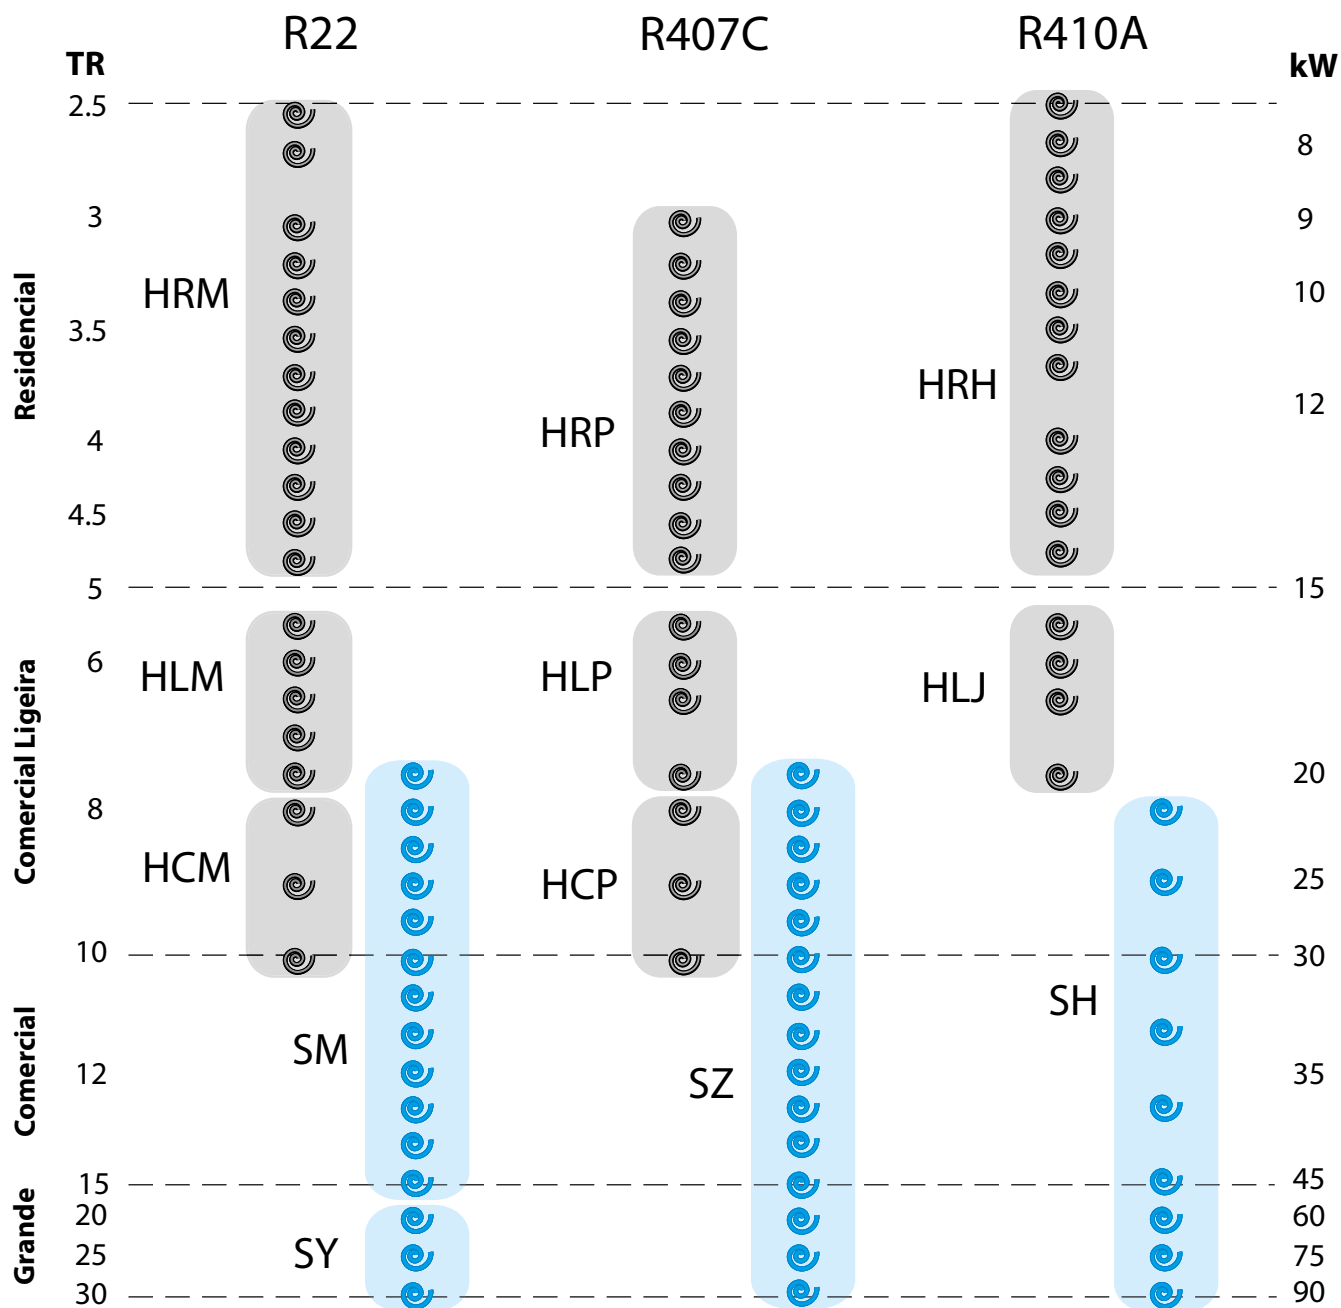 R22 R407C R410A
TR kW
2.5
8
3 9
HRM 10
3.5
Residencial
HRH
12
HRP
4
4.5
5 15
6
HLM HLP HLJ
Comercial Ligeira
20
8
HCM HCP 25
10 30
SH
SM
Comercial
12 35
SZ
15 45
20 60
Grande
SY
25 75
30 90